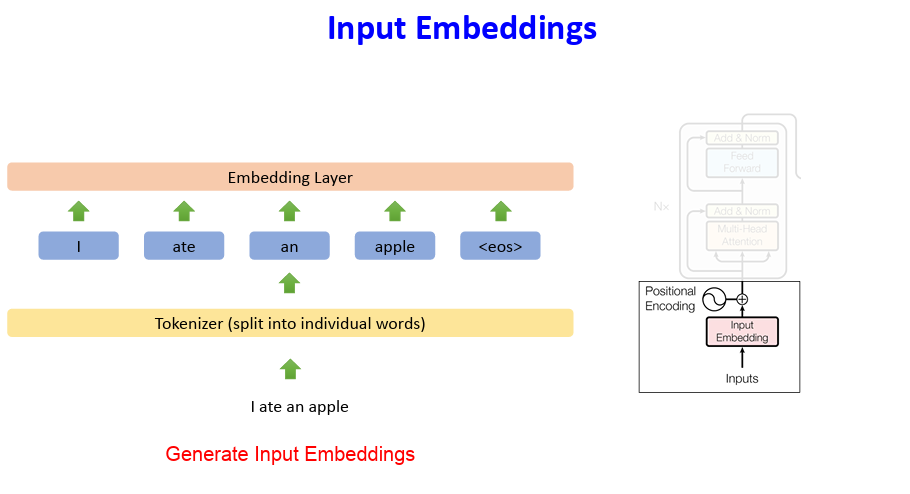 Input Embeddings
Embedding Layer
I ate an apple <eos>
Tokenizer (split into individual words)
I ate an apple
Generate Input Embeddings
Add & Norm
Feed
Forward
Nx
Add & Norm
Multi-Head
Attention
Positional
Encoding
Input
Embedding
Inputs